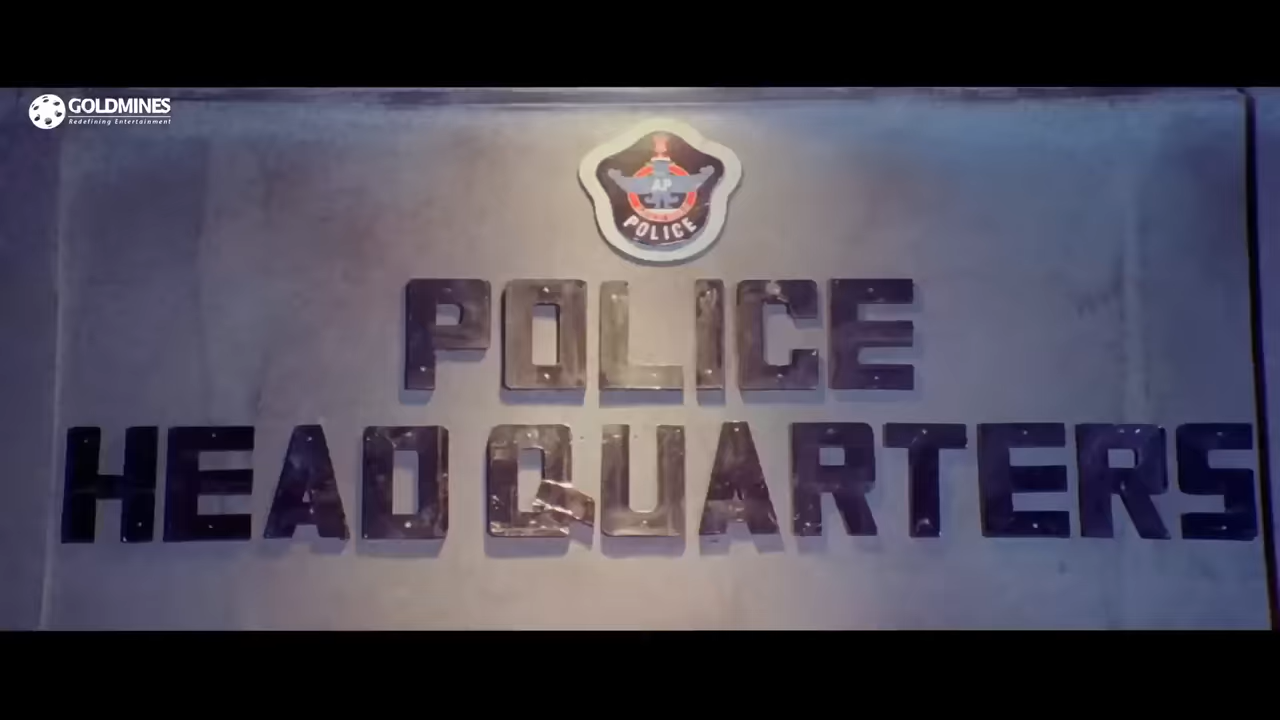 GOLDMINES
Redefining Entertainment
AP
POLICE
POLICE
HEAD QUARTERS